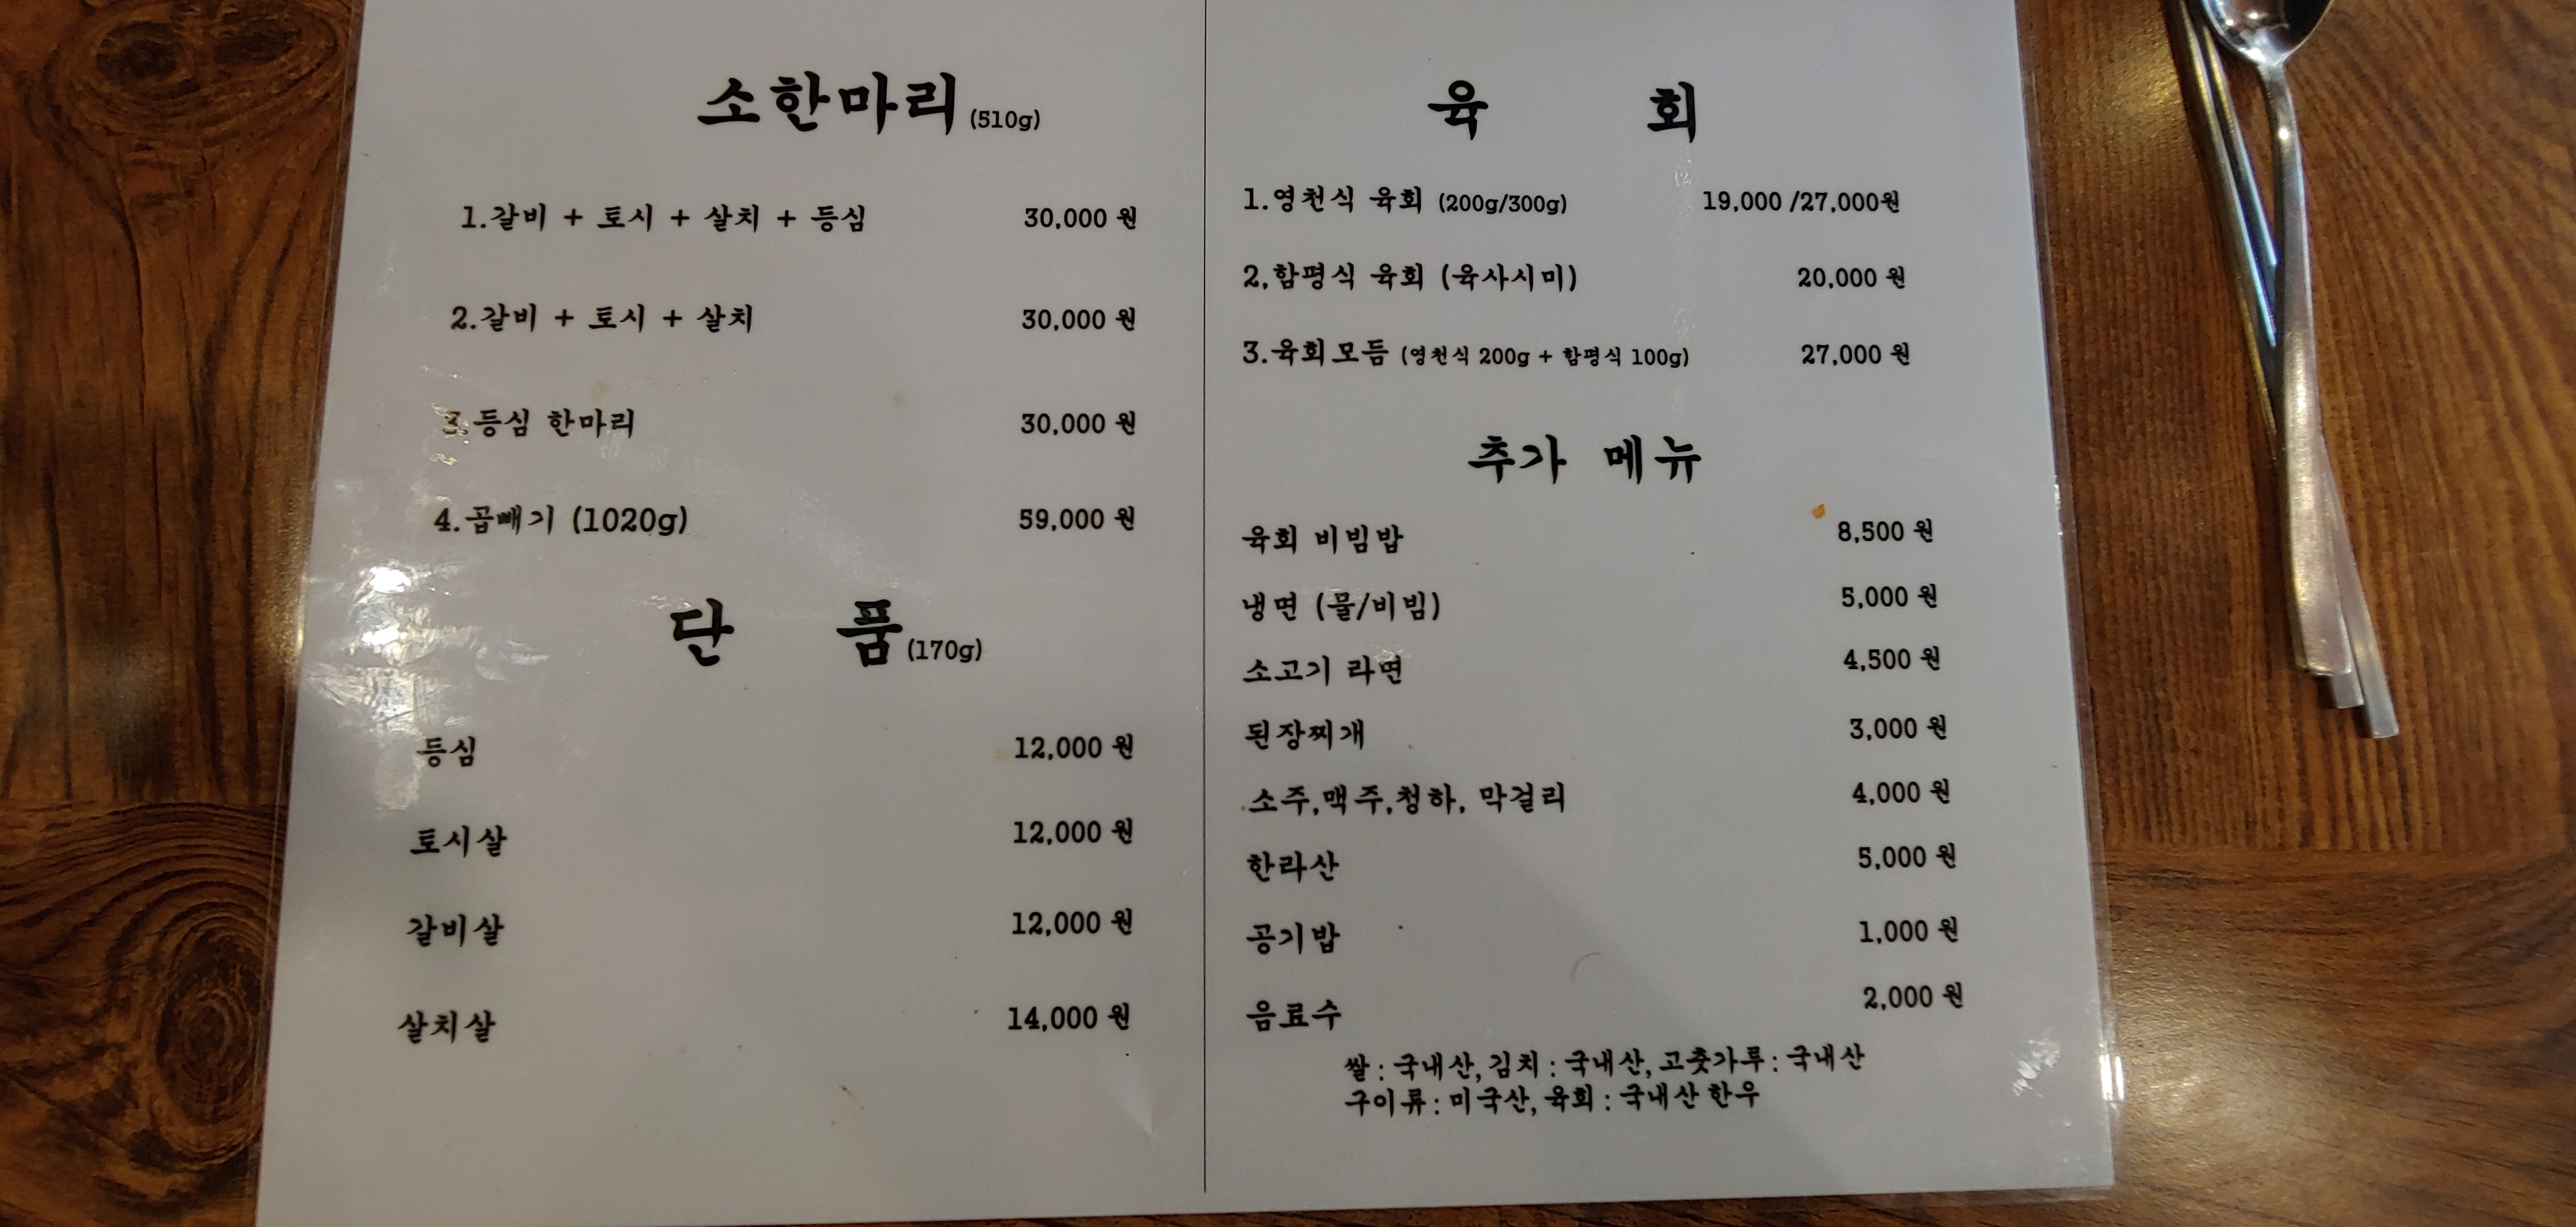 소한마리 (510g)
1.갈비 + 토시 + 살치 + 등심 30,000 원
2.갈비 + 토시 + 살치 30,000 원
3.등심 한마리 30,000 원
4.곱빼기 (1020g) 59,000 원
단 품 (170g)
등심 12,000 원
토시살 12,000 원
갈비살 12,000 원
살치살 14,000 원
육 회
1.영천식 육회 (200g/300g) 19,000 /27,000원
2.함평식 육회 (육사시미) 20,000 원
3.육회모듬 (영천식 200g + 함평식 100g) 27,000 원
추가 메뉴
육회 비빔밥 8,500 원
냉면 (물/비빔) 5,000 원
소고기 라면 4,500 원
된장찌개 3,000 원
소주,맥주,청하, 막걸리 4,000 원
한라산 5,000 원
공기밥 1,000 원
음료수 2,000 원
쌀 : 국내산, 김치 : 국내산, 고춧가루 : 국내산
구이류 : 미국산, 육회 : 국내산 한우